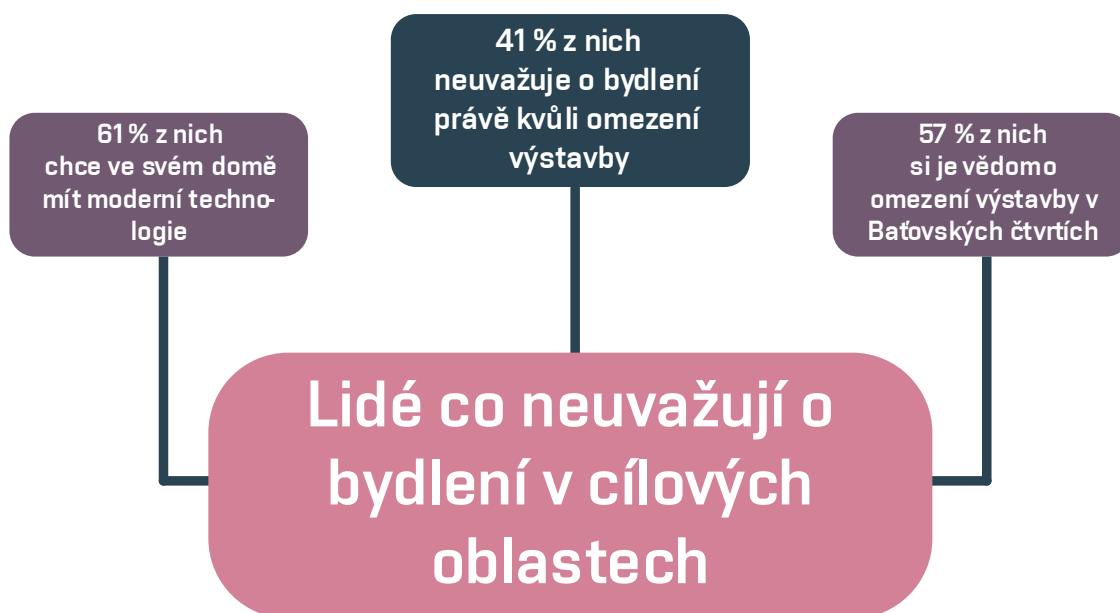 41 % z nich
neuvažuje o bydlení
právě kvůli omezení
výstavby
61 % z nich
chce ve svém domě
mít moderní techno-
logie
57 % z nich
si je vědomo
omezení výstavby v
Baťovských čtvrtích
Lidé co neuvažují o
bydlení v cílových
oblastech